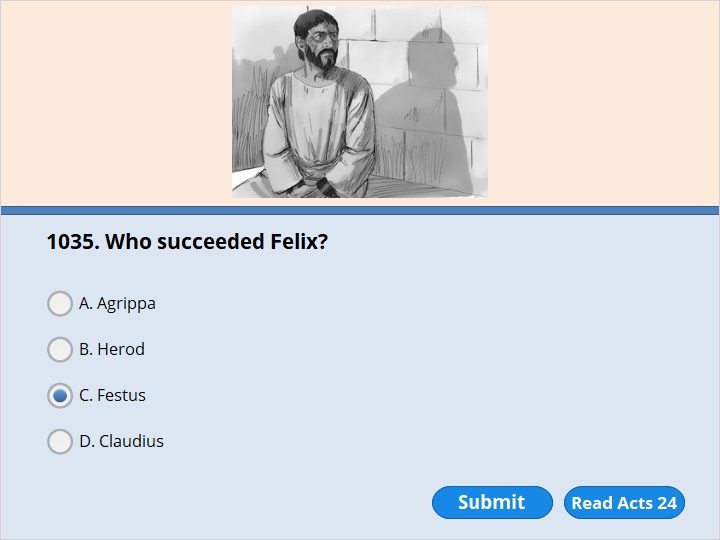 1035. Who succeeded Felix?
A. Agrippa
B. Herod
C. Festus
D. Claudius
Submit
Read Acts 24